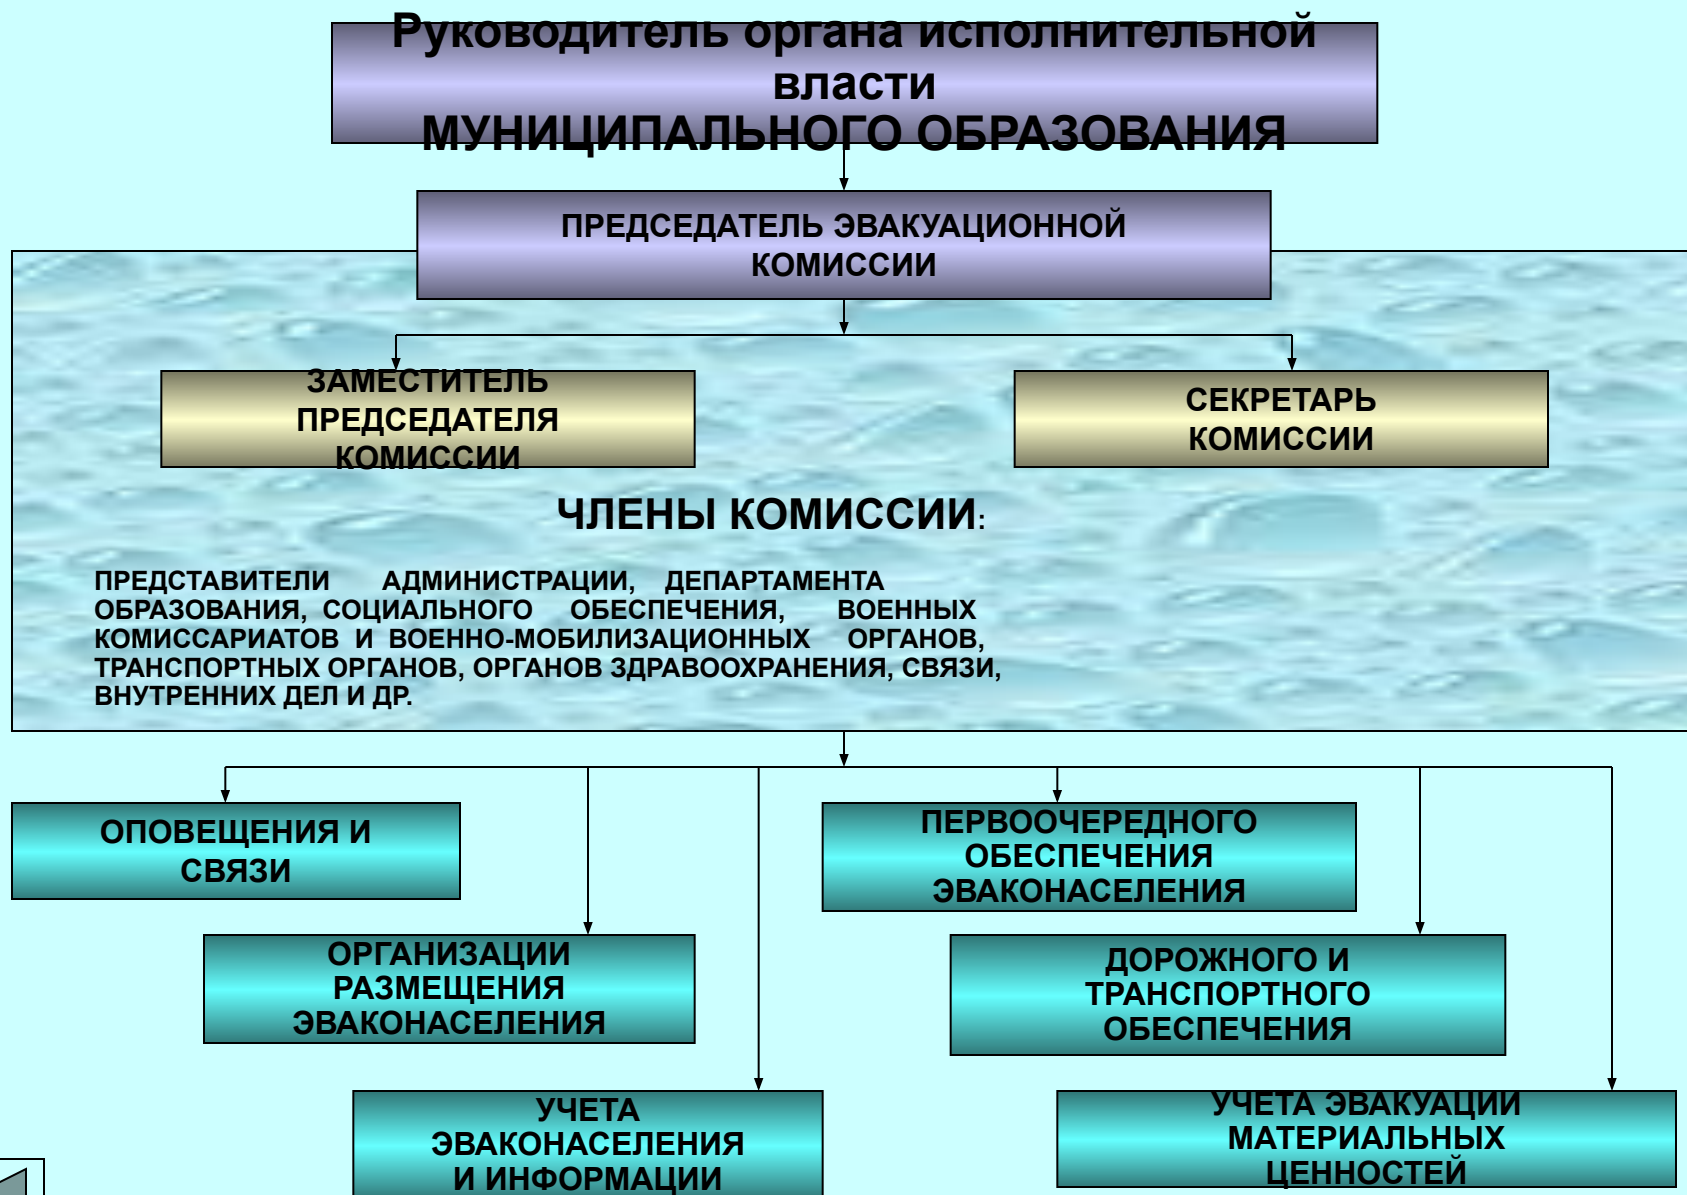 Руководитель органа исполнительной
власти
МУНИЦИПАЛЬНОГО ОБРАЗОВАНИЯ
ПРЕДСЕДАТЕЛЬ ЭВАКУАЦИОННОЙ
КОМИССИИ
ЗАМЕСТИТЕЛЬ
ПРЕДСЕДАТЕЛЯ
КОМИССИИ
СЕКРЕТАРЬ
КОМИССИИ
ЧЛЕНЫ КОМИССИИ:
ПРЕДСТАВИТЕЛИ АДМИНИСТРАЦИИ, ДЕПАРТАМЕНТА
ОБРАЗОВАНИЯ, СОЦИАЛЬНОГО ОБЕСПЕЧЕНИЯ, ВОЕННЫХ
КОМИССАРИАТОВ И ВОЕННО-МОБИЛИЗАЦИОННЫХ ОРГАНОВ,
ТРАНСПОРТНЫХ ОРГАНОВ, ОРГАНОВ ЗДРАВООХРАНЕНИЯ, СВЯЗИ,
ВНУТРЕННИХ ДЕЛ И ДР.
ОПОВЕЩЕНИЯ И
СВЯЗИ
ПЕРВООЧЕРЕДНОГО
ОБЕСПЕЧЕНИЯ
ЭВАКОНАСЕЛЕНИЯ
ОРГАНИЗАЦИИ
РАЗМЕЩЕНИЯ
ЭВАКОНАСЕЛЕНИЯ
ДОРОЖНОГО И
ТРАНСПОРТНОГО
ОБЕСПЕЧЕНИЯ
УЧЕТА
ЭВАКОНАСЕЛЕНИЯ
И ИНФОРМАЦИИ
УЧЕТА ЭВАКУАЦИИ
МАТЕРИАЛЬНЫХ
ЦЕННОСТЕЙ